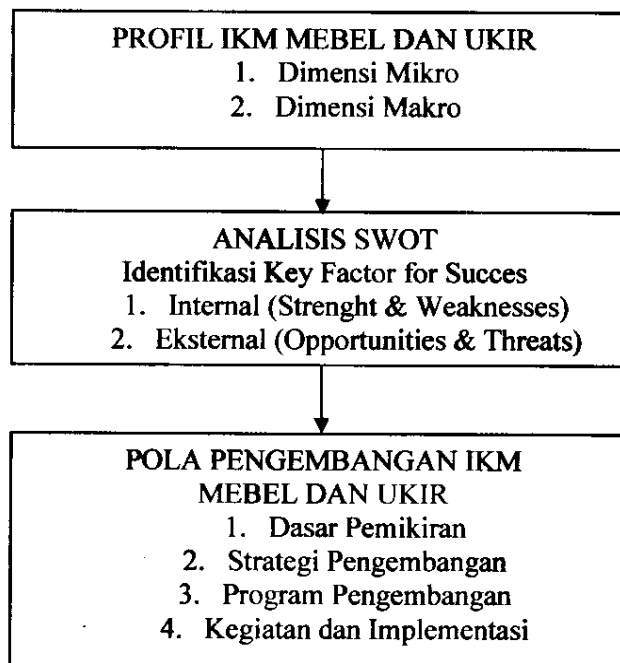 PROFIL IKM MEBEL DAN UKIR
1. Dimensi Mikro
2. Dimensi Makro
ANALISIS SWOT
Identifikasi Key Factor for Succes
1. Internal (Strenght & Weaknesses)
2. Eksternal (Opportunities & Threats)
POLA PENGEMBANGAN IKM
MEBEL DAN UKIR
1. Dasar Pemikiran
2. Strategi Pengembangan
3. Program Pengembangan
4. Kegiatan dan Implementasi